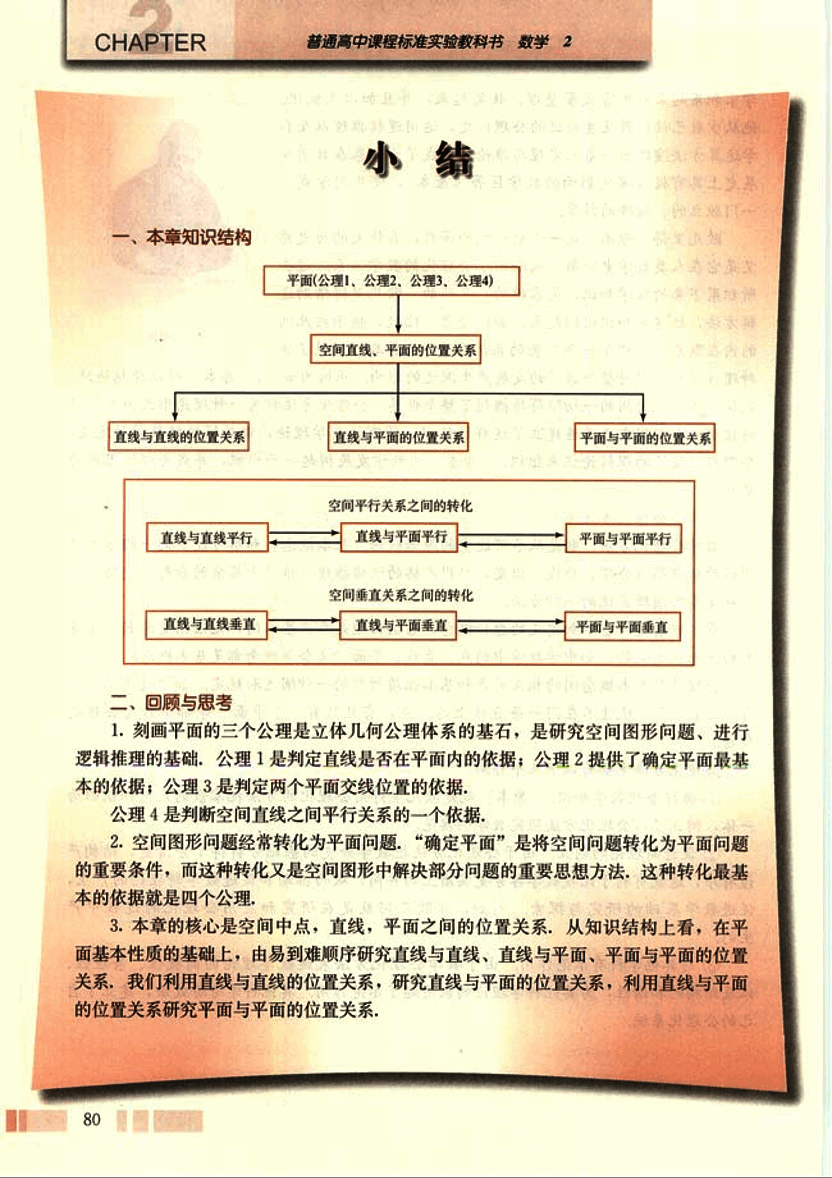 2
CHAPTER
普通高中课程标准实验教科书 数学 2
小 结
一、本章知识结构
平面(公理1、公理2、公理3、公理4)
空间直线、平面的位置关系
直线与直线的位置关系
直线与平面的位置关系
平面与平面的位置关系
空间平行关系之间的转化
直线与直线平行
直线与平面平行
平面与平面平行
空间垂直关系之间的转化
直线与直线垂直
直线与平面垂直
平面与平面垂直
二、回顾与思考
1. 刻画平面的三个公理是立体几何公理体系的基石，是研究空间图形问题、进行
逻辑推理的基础. 公理 1 是判定直线是否在平面内的依据；公理 2 提供了确定平面最基
本的依据；公理 3 是判定两个平面交线位置的依据.
公理 4 是判断空间直线之间平行关系的一个依据.
2. 空间图形问题经常转化为平面问题.“确定平面”是将空间问题转化为平面问题
的重要条件，而这种转化又是空间图形中解决部分问题的重要思想方法. 这种转化最基
本的依据就是四个公理.
3. 本章的核心是空间中点，直线，平面之间的位置关系. 从知识结构上看，在平
面基本性质的基础上，由易到难顺序研究直线与直线、直线与平面、平面与平面的位置
关系. 我们利用直线与直线的位置关系，研究直线与平面的位置关系，利用直线与平面
的位置关系研究平面与平面的位置关系.
80